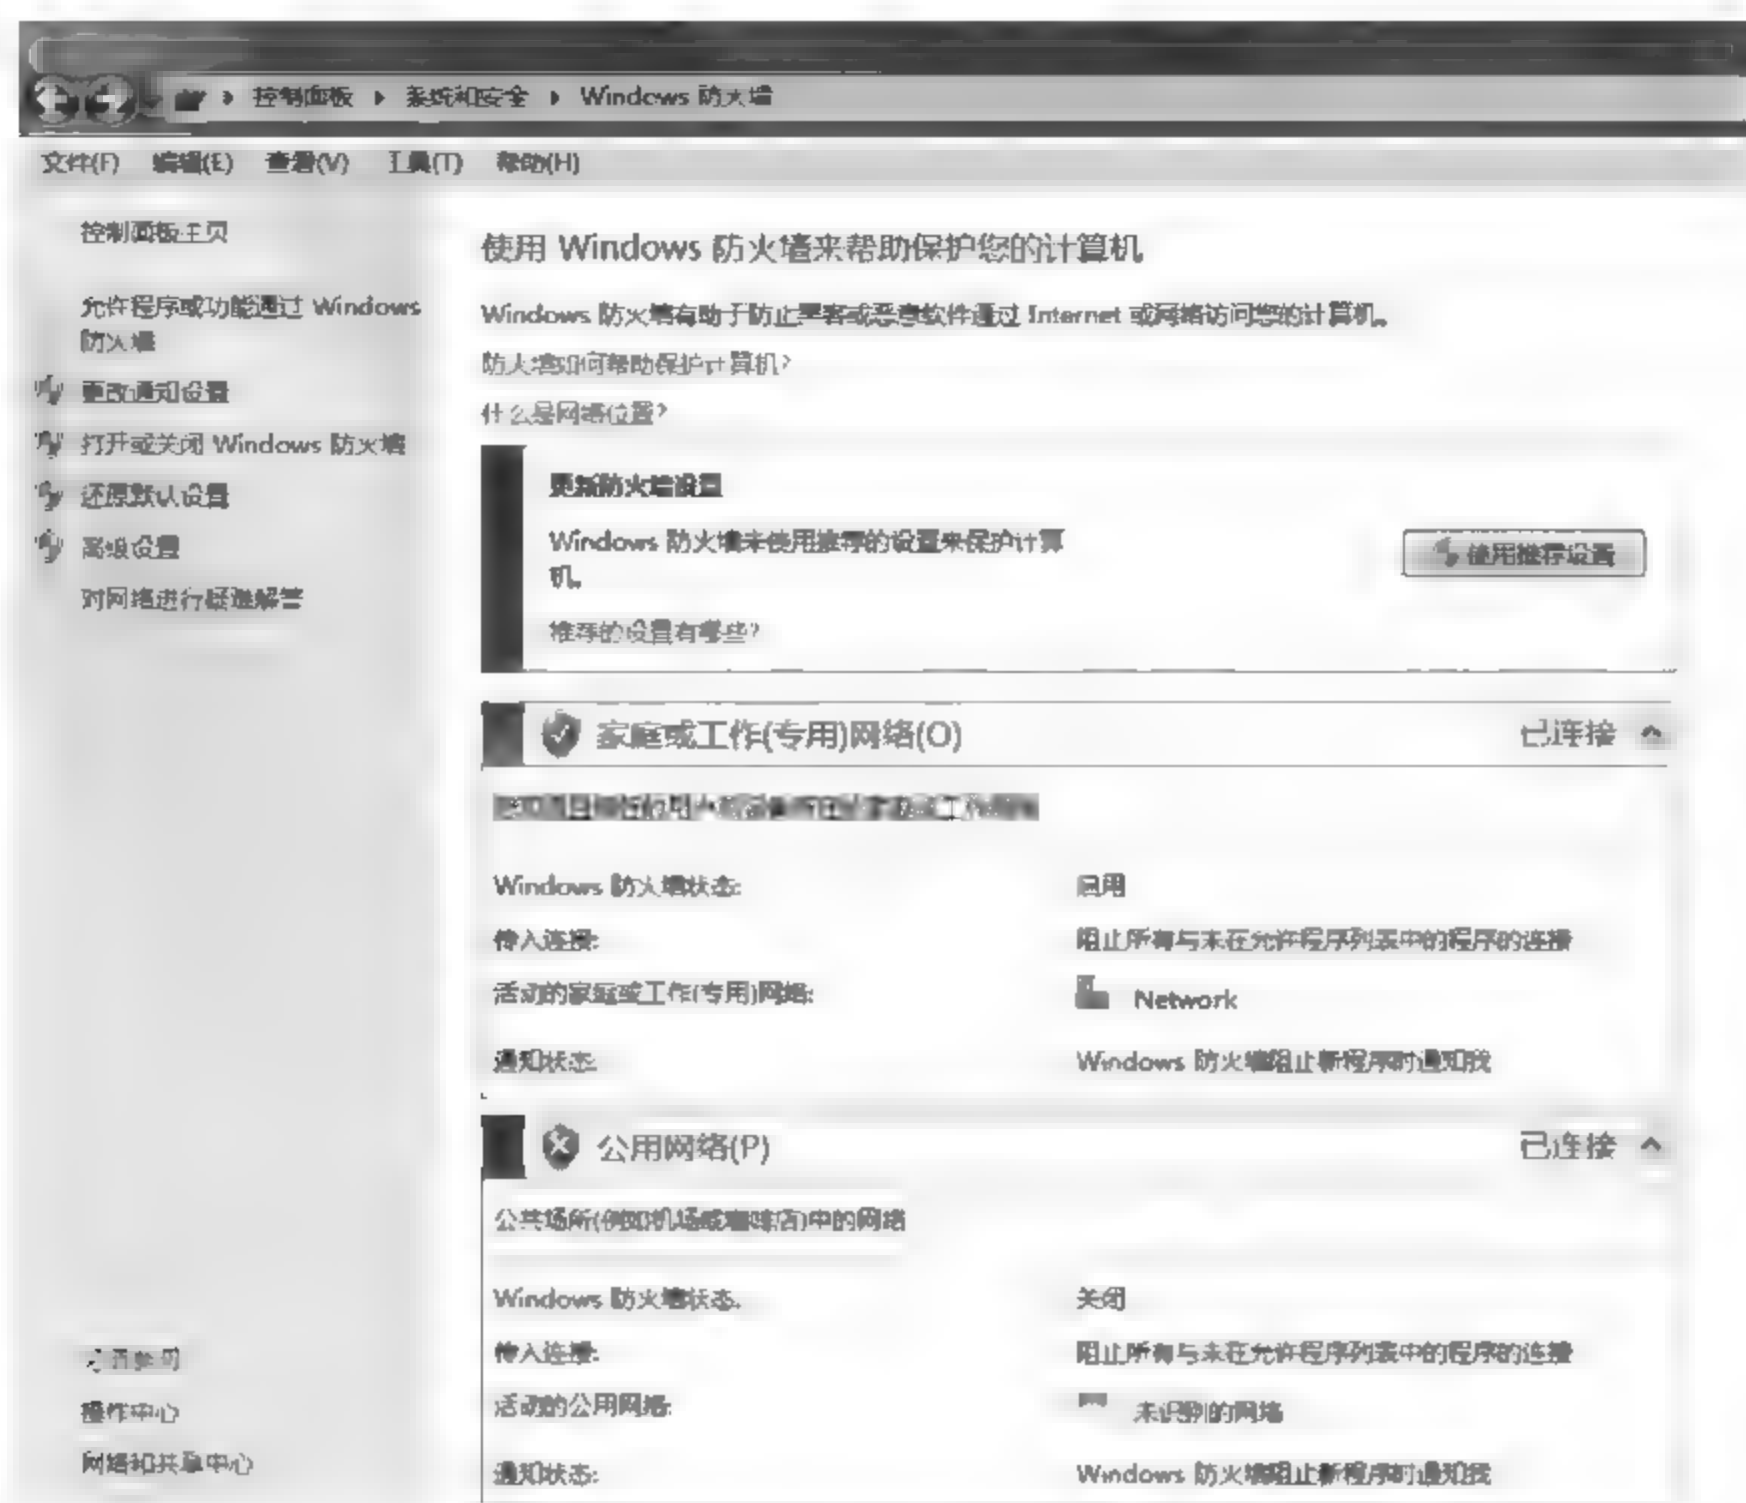 控制面板 ▸ 系统和安全 ▸ Windows 防火墙
文件(F) 编辑(E) 查看(V) 工具(T) 帮助(H)
控制面板主页
允许程序或功能通过 Windows
防火墙
更改通知设置
打开或关闭 Windows 防火墙
还原默认设置
高级设置
对网络进行疑难解答
另请参阅
操作中心
网络和共享中心
使用 Windows 防火墙来帮助保护您的计算机
Windows 防火墙有助于防止黑客或恶意软件通过 Internet 或网络访问您的计算机。
防火墙如何帮助保护计算机?
什么是网络位置?
更新防火墙设置
Windows 防火墙未使用推荐的设置来保护计算
机。
使用推荐设置
推荐的设置有哪些?
家庭或工作(专用)网络(O) 已连接
Windows 防火墙状态: 启用
传入连接: 阻止所有与未在允许程序列表中的程序的连接
活动的家庭或工作(专用)网络: Network
通知状态: Windows 防火墙阻止新程序时通知我
公用网络(P) 已连接
公共场所(例如机场或咖啡店)中的网络
Windows 防火墙状态: 关闭
传入连接: 阻止所有与未在允许程序列表中的程序的连接
活动的公用网络: 未识别的网络
通知状态: Windows 防火墙阻止新程序时通知我